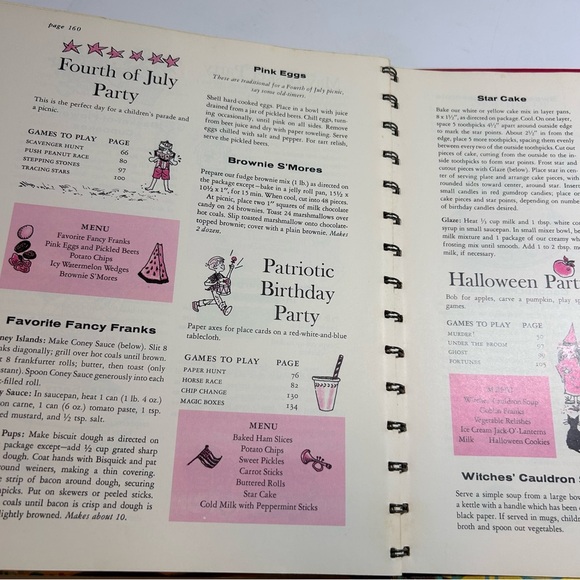 page 160
Fourth of July
Party
This is the perfect day for a children's parade and
a picnic.
GAMES TO PLAY PAGE
SCAVENGER HUNT 66
PUSH PEANUT RACE 80
STEPPING STONES 97
TRACING STARS 100
MENU
Favorite Fancy Franks
Pink Eggs and Pickled Beets
Potato Chips
Icy Watermelon Wedges
Brownie S'Mores
Favorite Fancy Franks
ney Islands: Make Coney Sauce (below). Slit 8
ks diagonally; grill over hot coals until brown.
8 frankfurter rolls; butter, then toast (only
stant). Spoon Coney Sauce generously into each
t-filled roll.
y Sauce: In saucepan, heat 1 can (1 lb. 4 oz.)
on carne, 1 can (6 oz.) tomato paste, 1 tsp.
ed mustard, and ½ tsp. salt.
Pups: Make biscuit dough as directed on
package except—add ½ cup grated sharp
dough. Coat hands with Bisquick and pat
ound weiners, making a thin covering.
e strip of bacon around dough, securing
hpicks. Put on skewers or peeled sticks.
coals until bacon is crisp and dough is
lightly browned. Makes about 10.
Pink Eggs
These are traditional for a Fourth of July picnic,
say some old-timers.
Shell hard-cooked eggs. Place in a bowl with juice
drained from a jar of pickled beets. Chill eggs, turn-
ing occasionally, until pink on all sides. Remove
from beet juice and dry with paper toweling. Serve
eggs chilled with salt and pepper. For tart relish,
serve the pickled beets.
Brownie S'Mores
Prepare our fudge brownie mix (1 lb.) as directed on
the package except—bake in a jelly roll pan, 15½ x
10½ x 1", for 15 min. When cool, cut into 48 pieces.
At picnic, place two 1" squares of milk chocolate
candy on 24 brownies. Toast 24 marshmallows over
hot coals. Slip toasted marshmallow onto chocolate-
topped brownie; cover with a plain brownie. Makes
2 dozen.
Patriotic
Birthday
Party
Paper axes for place cards on a red-white-and-blue
tablecloth.
GAMES TO PLAY PAGE
PAPER HUNT 76
HORSE RACE 82
CHIP CHANGE 130
MAGIC BOXES 134
MENU
Baked Ham Slices
Potato Chips
Sweet Pickles
Carrot Sticks
Buttered Rolls
Star Cake
Cold Milk with Peppermint Sticks
Star Cake
Bake our white or yellow cake mix in layer pans,
8 x 1½", as directed on package. Cool. On one layer,
space 5 toothpicks 4½" apart around outside edge
to mark the star points. About 2½" in from the
edge, place 5 more toothpicks, spacing them evenly
between every two of the outside toothpicks. Cut out
pieces of cake, cutting from the outside to the in-
side toothpicks to form star points. Frost star and
cutout pieces with Glaze (below). Place star in cen-
ter of serving plate and arrange cake pieces, with
rounded sides toward center, around star. Insert
small candles in red gumdrop candles; place on
cake pieces and star points, depending on number
of birthday candles desired.
Glaze: Heat ⅓ cup milk and 1 tbsp. white co
syrup in small saucepan. In small mixer bowl, be
milk mixture and 1 package of our creamy wh
frosting mix until smooth. Add 1 to 2 tbsp. m
milk, if necessary.
Halloween Part
Bob for apples, carve a pumpkin, play sp
games.
GAMES TO PLAY PAGE
MURDER
UNDER THE BROOM
GHOST 99
FORTUNES
MENU
Witches' Cauldron Soup
Goblin Franks
Vegetable Relishes
Ice Cream Jack-O'-Lanterns
Milk Halloween Cookies
Witches' Cauldron S
Serve a simple soup from a large bow
a kettle with a handle which has been c
black paper. If served in mugs, childr
broth and spoon out vegetables.